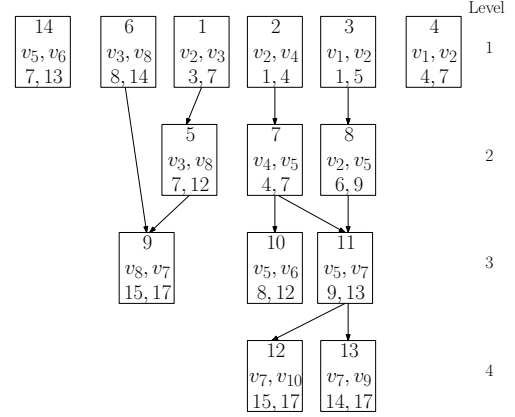 Level
14
v₅, v₆
7, 13
6
v₃, v₈
8, 14
1
v₂, v₃
3, 7
2
v₂, v₄
1, 4
3
v₁, v₂
1, 5
4
v₁, v₂
4, 7
1
5
v₃, v₈
7, 12
7
v₄, v₅
4, 7
8
v₂, v₅
6, 9
2
9
v₈, v₇
15, 17
10
v₅, v₆
8, 12
11
v₅, v₇
9, 13
3
12
v₇, v₁₀
15, 17
13
v₇, v₉
14, 17
4